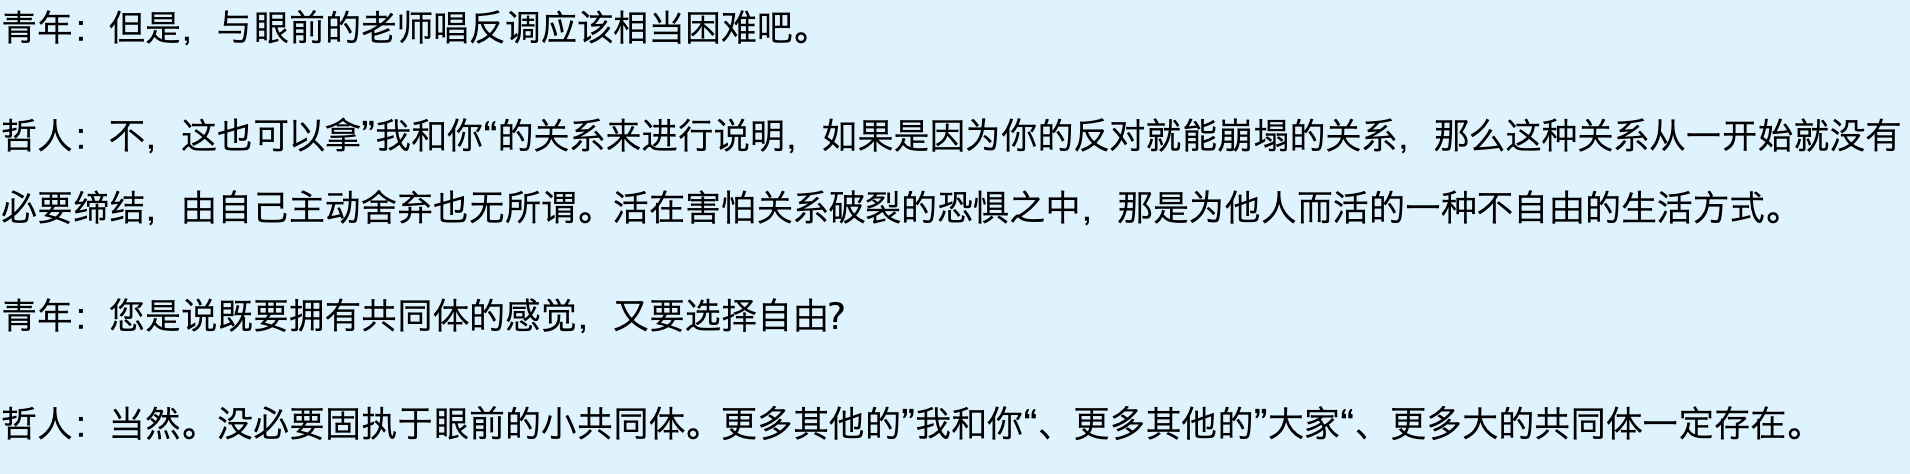 青年：但是，与眼前的老师唱反调应该相当困难吧。
哲人：不，这也可以拿”我和你“的关系来进行说明，如果是因为你的反对就能崩塌的关系，那么这种关系从一开始就没有
必要缔结，由自己主动舍弃也无所谓。活在害怕关系破裂的恐惧之中，那是为他人而活的一种不自由的生活方式。
青年：您是说既要拥有共同体的感觉，又要选择自由?
哲人：当然。没必要固执于眼前的小共同体。更多其他的”我和你“、更多其他的”大家“、更多大的共同体一定存在。